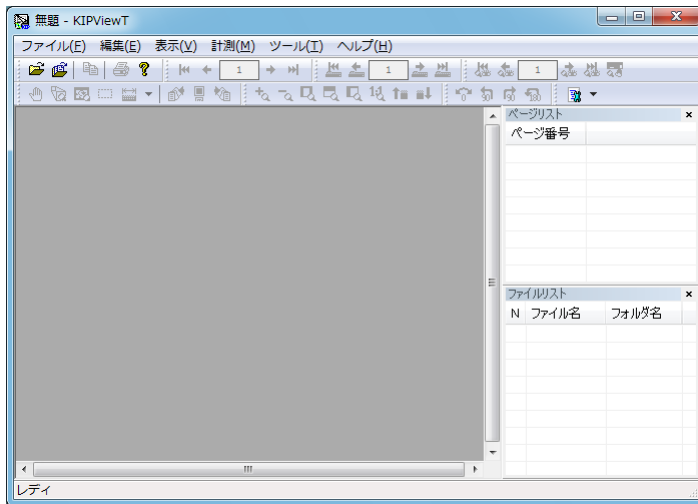 無題 - KIPViewT
ファイル(F) 編集(E) 表示(V) 計測(M) ツール(T) ヘルプ(H)
1 1 1
ページリスト
ページ番号
ファイルリスト
N ファイル名 フォルダ名
レディ